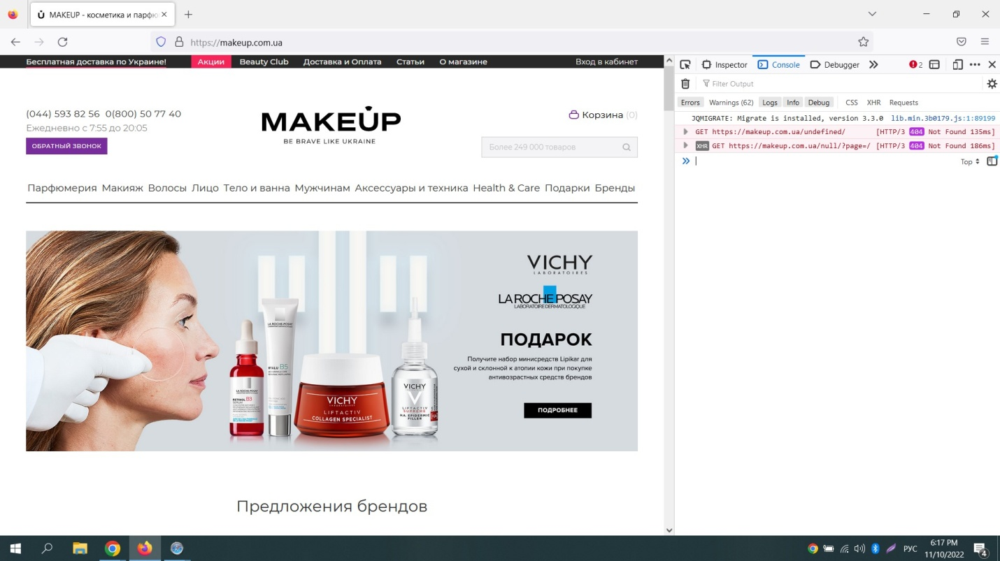 MAKEUP - косметика и парфю
https://makeup.com.ua
Бесплатная доставка по Украине! Акции Beauty Club Доставка и Оплата Статьи О магазине Вход в кабинет
(044) 593 82 56 0(800) 50 77 40
Ежедневно с 7:55 до 20:05
ОБРАТНЫЙ ЗВОНОК
MAKEUP
BE BRAVE LIKE UKRAINE
Корзина (0)
Более 249 000 товаров
Парфюмерия Макияж Волосы Лицо Тело и ванна Мужчинам Аксессуары и техника Health & Care Подарки Бренды
VICHY
LABORATOIRES
LA ROCHE POSAY
LABORATOIRE DERMATOLOGIQUE
ПОДАРОК
Получите набор минисредств Lipikar для
сухой и склонной к атопии кожи при покупке
антивозрастных средств брендов
ПОДРОБНЕЕ
LA ROCHE-POSAY
RETINOL B3
SERUM
LA ROCHE-POSAY
HYALU B5
VICHY
LABORATOIRES
LIFTACTIV
COLLAGEN SPECIALIST
VICHY
LABORATOIRES
LIFTACTIV
SUPREME
H.A. EPIDERMIC
FILLER
Предложения брендов
Inspector Console Debugger 2
Filter Output
Errors Warnings (62) Logs Info Debug CSS XHR Requests
JQMIGRATE: Migrate is installed, version 3.3.0 lib.min.3b0179.js:1:89199
GET https://makeup.com.ua/undefined/ [HTTP/3 404 Not Found 135ms]
XHR GET https://makeup.com.ua/null/?page=/ [HTTP/3 404 Not Found 186ms]
Top
РУС
6:17 PM
11/10/2022
4